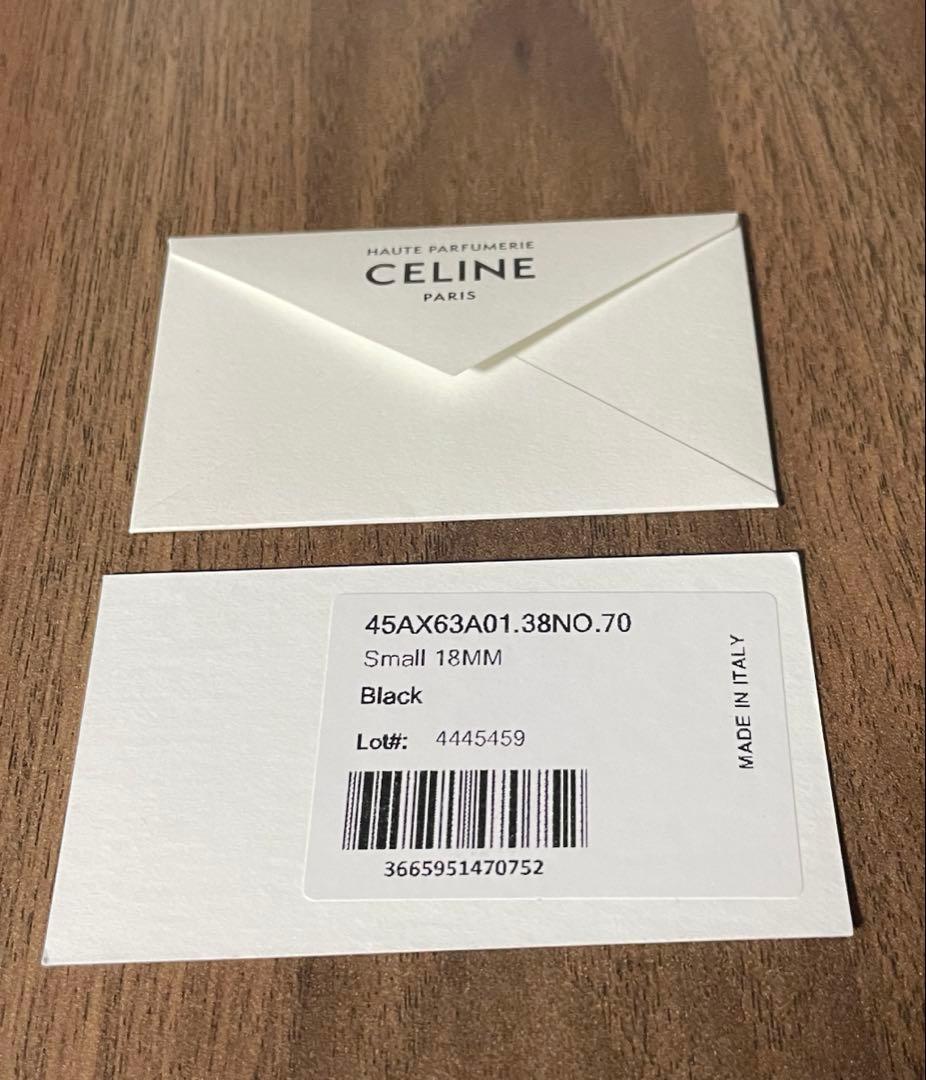 HAUTE PARFUMERIE
CELINE
PARIS
45AX63A01.38NO.70
Small 18MM
Black
Lot#: 4445459
3665951470752
MADE IN ITALY